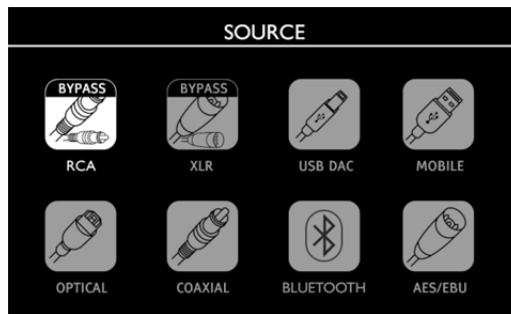 SOURCE
BYPASS BYPASS
RCA XLR USB DAC MOBILE
OPTICAL COAXIAL BLUETOOTH AES/EBU